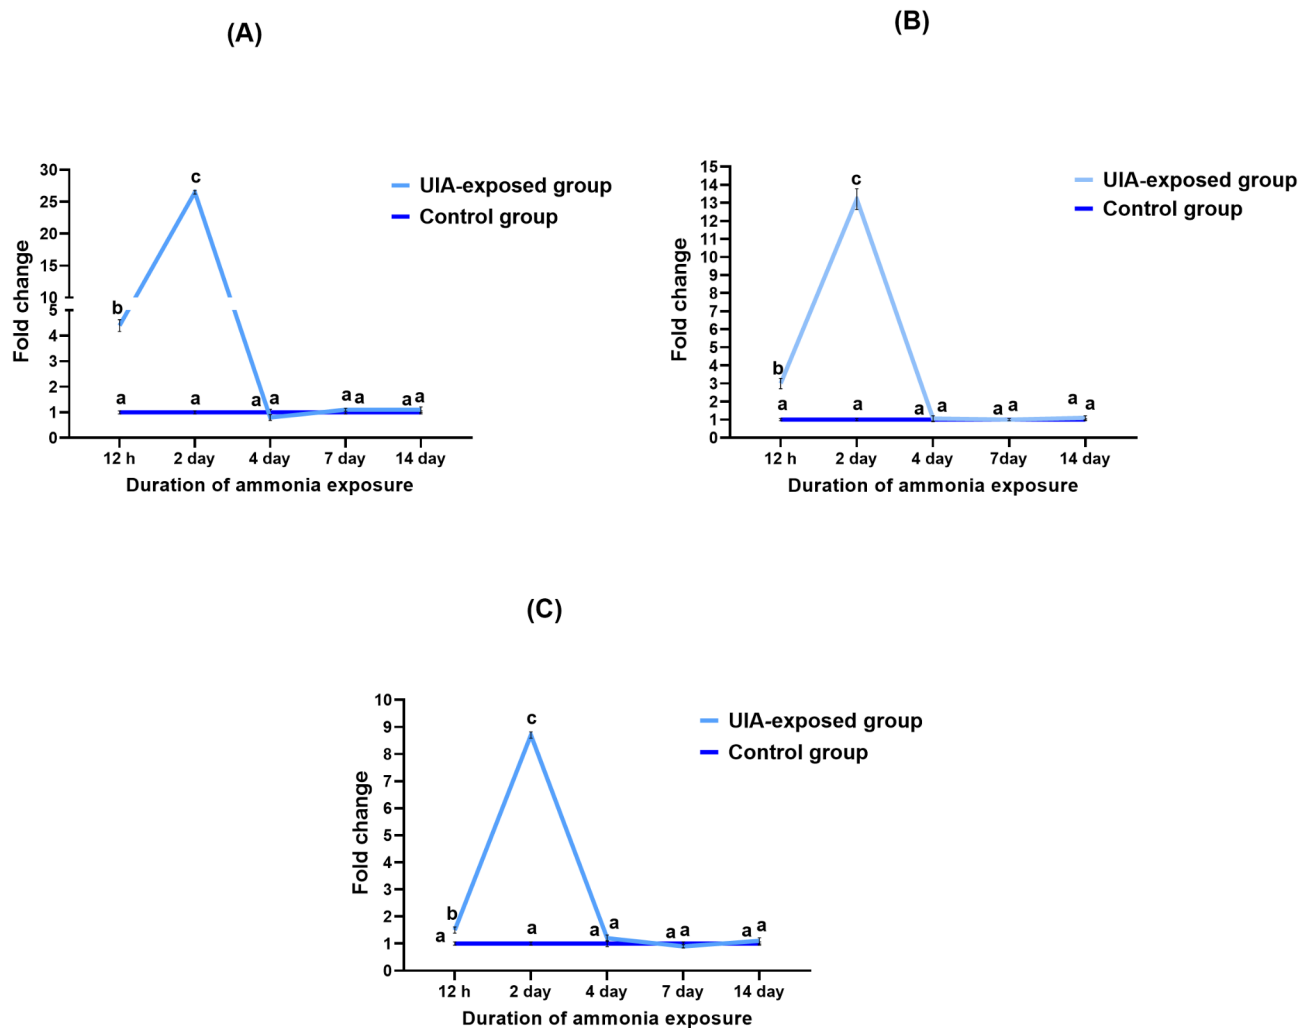 (A)
30
25
20
15
10
5
4
3
2
1
0
Fold change
c
b
a
a
a a
a a
a a
12 h
2 day
4 day
7 day
14 day
Duration of ammonia exposure
UIA-exposed group
Control group
(B)
15
14
13
12
11
10
9
8
7
6
5
4
3
2
1
0
Fold change
c
b
a
a
a a
a a
a a
12 h
2 day
4 day
7day
14 day
Duration of ammonia exposure
UIA-exposed group
Control group
(C)
10
9
8
7
6
5
4
3
2
1
0
Fold change
c
b
a
a
a a
a a
a a
12 h
2 day
4 day
7 day
14 day
Duration of ammonia exposure
UIA-exposed group
Control group